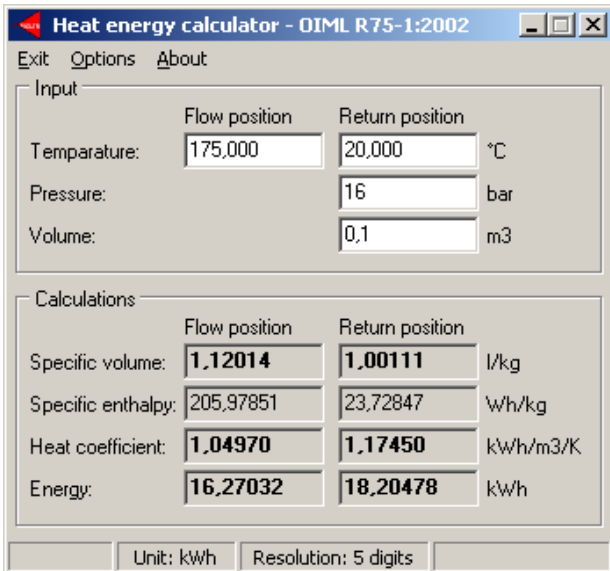 Heat energy calculator - OIML R75-1:2002
Exit Options About
Input
Flow position Return position
Temparature: 175,000 20,000 °C
Pressure: 16 bar
Volume: 0,1 m3
Calculations
Flow position Return position
Specific volume: 1,12014 1,00111 l/kg
Specific enthalpy: 205,97851 23,72847 Wh/kg
Heat coefficient: 1,04970 1,17450 kWh/m3/K
Energy: 16,27032 18,20478 kWh
Unit: kWh Resolution: 5 digits